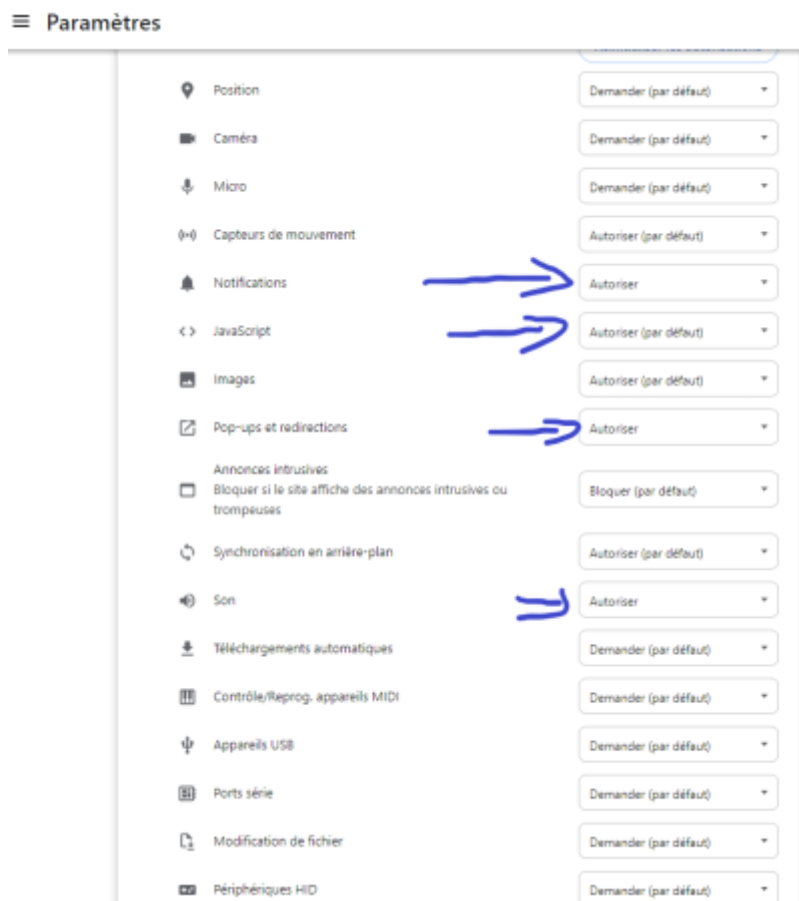 Paramètres
Réinitialiser les autorisations
Position
Demander (par défaut)
Caméra
Demander (par défaut)
Micro
Demander (par défaut)
Capteurs de mouvement
Autoriser (par défaut)
Notifications
Autoriser
JavaScript
Autoriser (par défaut)
Images
Autoriser (par défaut)
Pop-ups et redirections
Autoriser
Annonces intrusives
Bloquer si le site affiche des annonces intrusives ou
trompeuses
Bloquer (par défaut)
Synchronisation en arrière-plan
Autoriser (par défaut)
Son
Autoriser
Téléchargements automatiques
Demander (par défaut)
Contrôle/Reprog. appareils MIDI
Demander (par défaut)
Appareils USB
Demander (par défaut)
Ports série
Demander (par défaut)
Modification de fichier
Demander (par défaut)
Périphériques HID
Demander (par défaut)